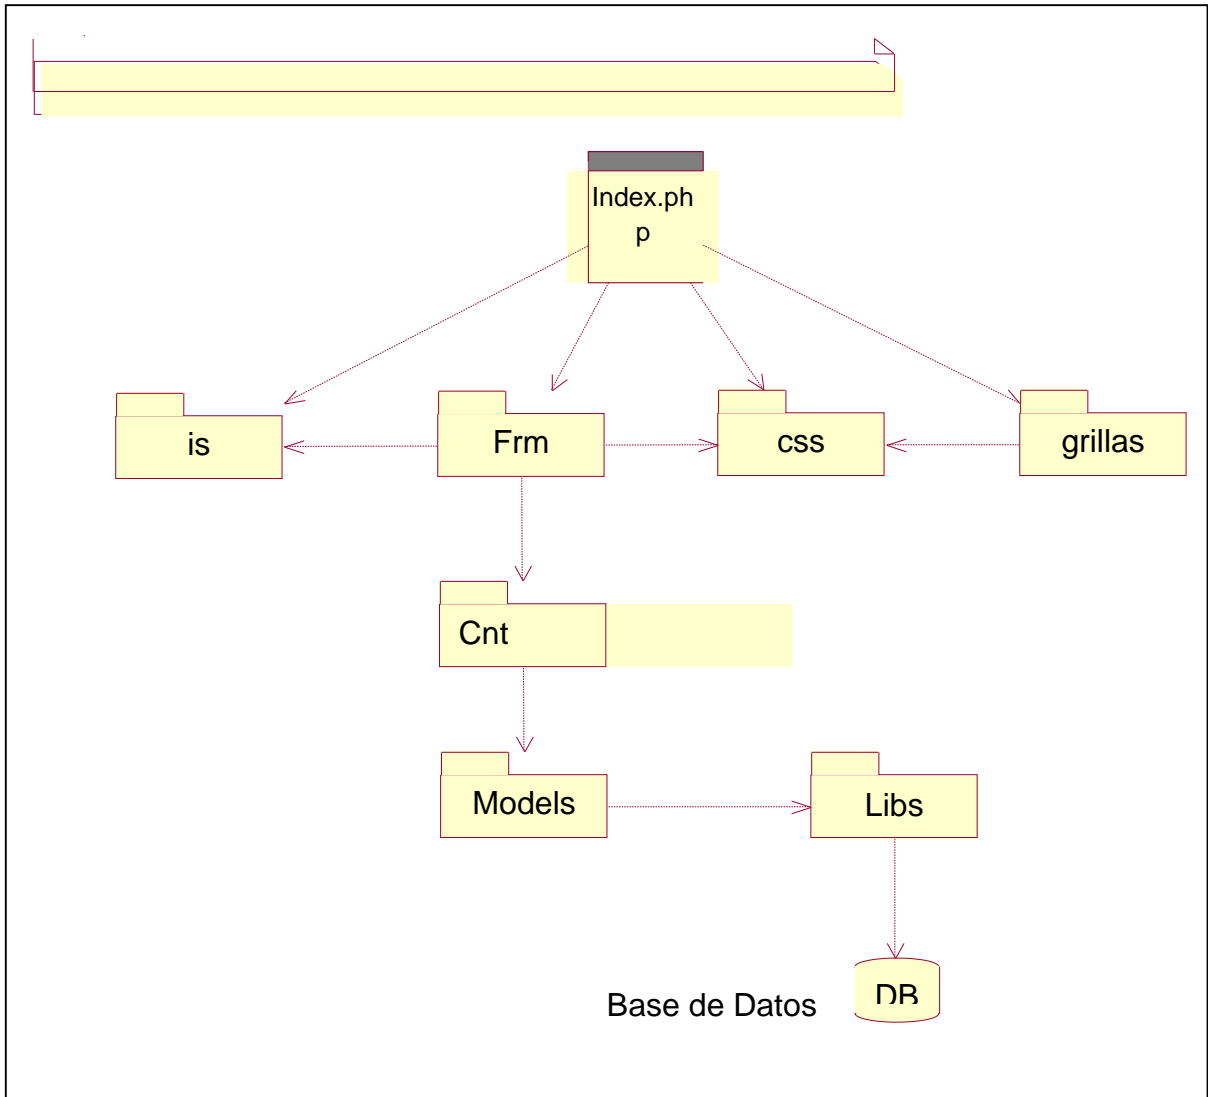 Index.ph
p
is
Frm
css
grillas
Cnt
Models
Libs
DB
Base de Datos